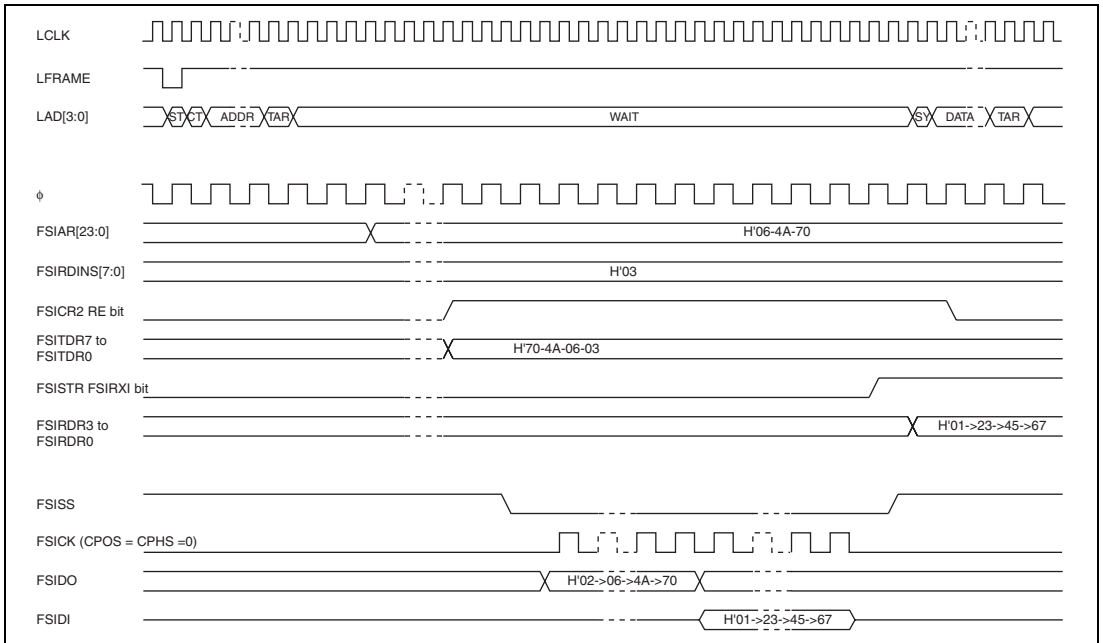 LCLK
LFRAME
LAD[3:0] ST CT ADDR TAR WAIT SY DATA TAR
ϕ
FSIAR[23:0] H'06-4A-70
FSIRDINS[7:0] H'03
FSICR2 RE bit
FSITDR7 to
FSITDR0
H'70-4A-06-03
FSISTR FSIRXI bit
FSIRDR3 to
FSIRDR0
H'01->23->45->67
FSISS
FSICK (CPOS = CPHS =0)
FSIDO H'02->06->4A->70
FSIDI H'01->23->45->67